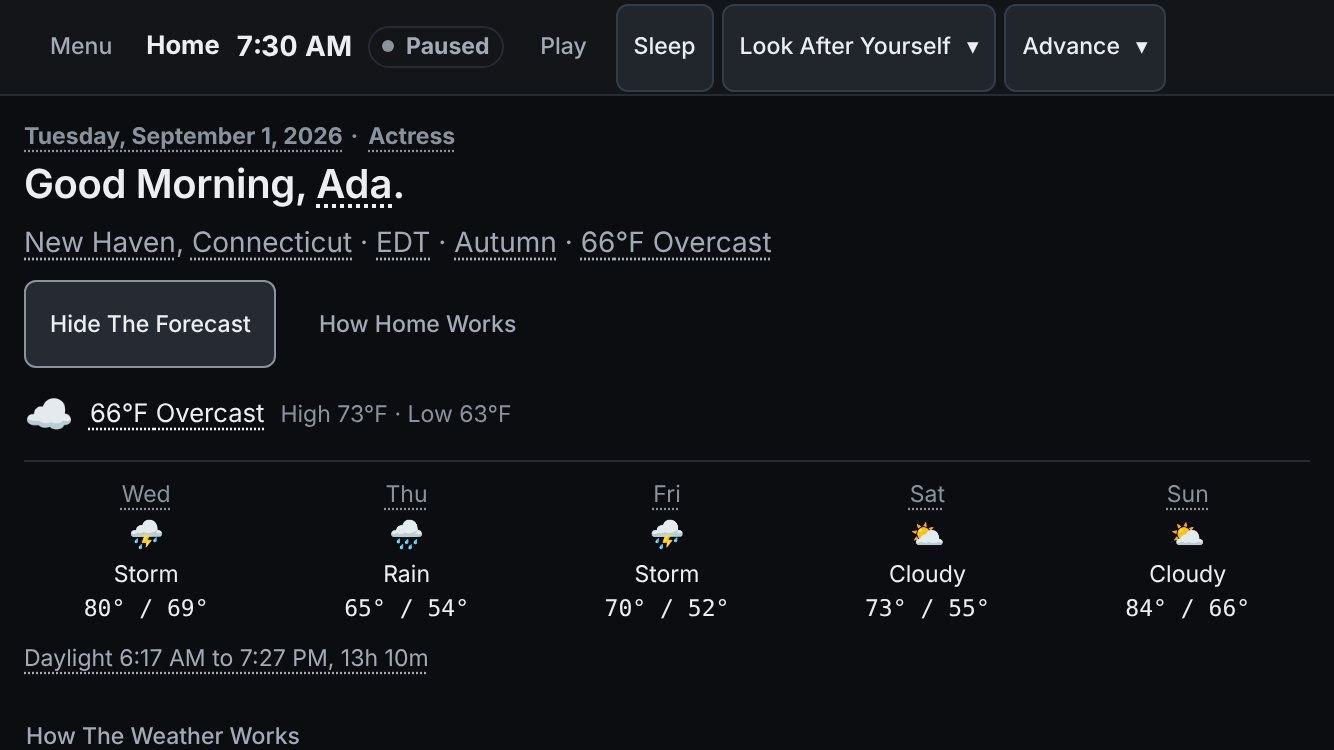 Menu Home 7:30 AM Paused Play Sleep Look After Yourself ▼ Advance ▼
Tuesday, September 1, 2026 · Actress
Good Morning, Ada.
New Haven, Connecticut · EDT · Autumn · 66°F Overcast
Hide The Forecast How Home Works
66°F Overcast High 73°F · Low 63°F
Wed Thu Fri Sat Sun
Storm Rain Storm Cloudy Cloudy
80° / 69° 65° / 54° 70° / 52° 73° / 55° 84° / 66°
Daylight 6:17 AM to 7:27 PM, 13h 10m
How The Weather Works